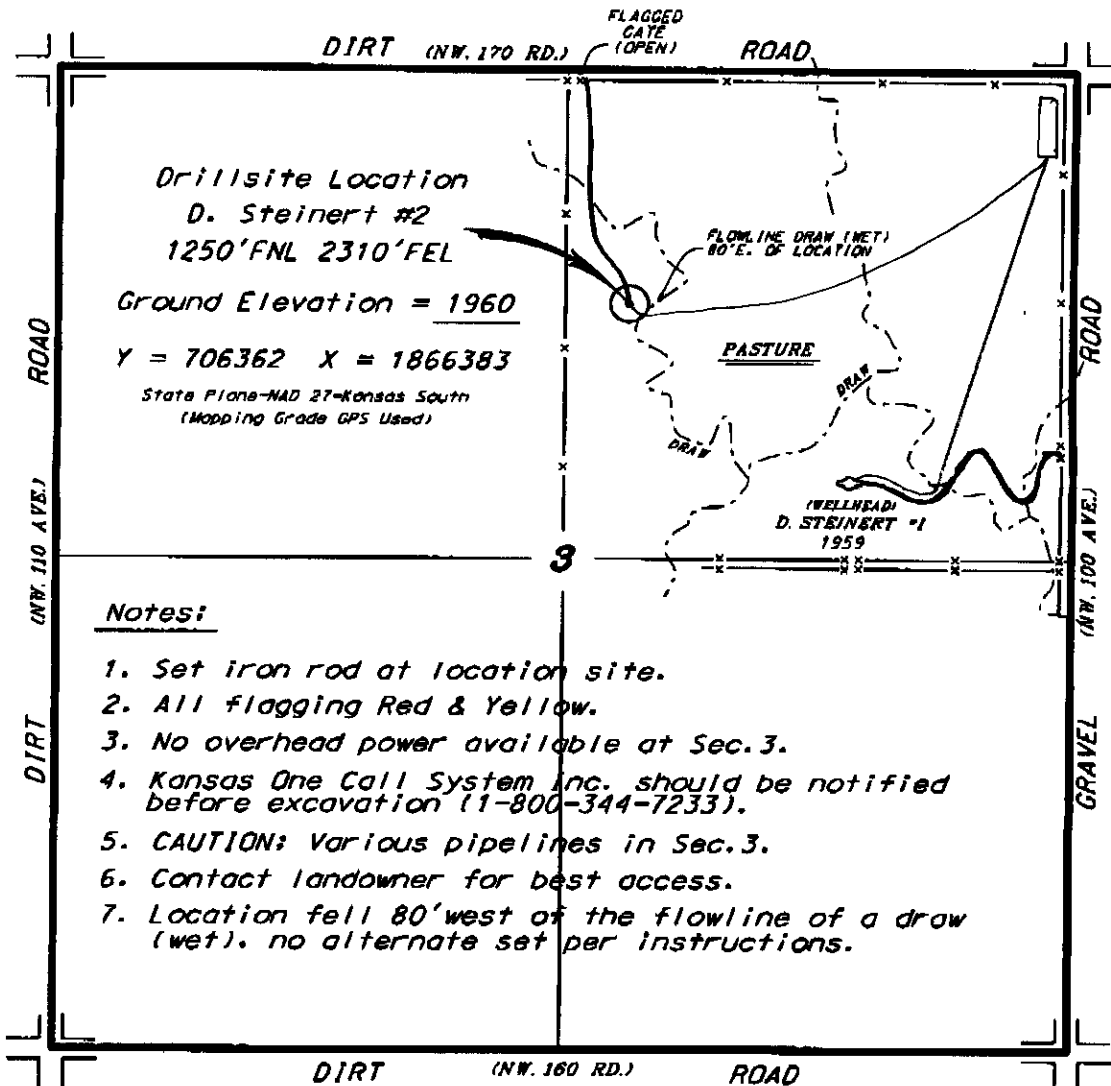 FLAGGED
GATE
(OPEN)
DIRT (NW. 170 RD.) ROAD
Drillsite Location
D. Steinert #2
1250'FNL 2310'FEL
FLOWLINE DRAW (WET)
80'E. OF LOCATION
Ground Elevation = 1960
Y = 706362 X = 1866383
State Plane-NAD 27-Kansas South
(Mapping Grade GPS Used)
PASTURE
DRAW
DRAW
(WELLHEAD)
D. STEINERT #1
1959
3
ROAD
(NW. 110 AVE.)
DIRT
ROAD
(NW. 100 AVE.)
GRAVEL
Notes:
1. Set iron rod at location site.
2. All flagging Red & Yellow.
3. No overhead power available at Sec.3.
4. Kansas One Call System Inc. should be notified
before excavation (1-800-344-7233).
5. CAUTION: Various pipelines in Sec.3.
6. Contact landowner for best access.
7. Location fell 80'west of the flowline of a draw
(wet). no alternate set per instructions.
DIRT (NW. 160 RD.) ROAD